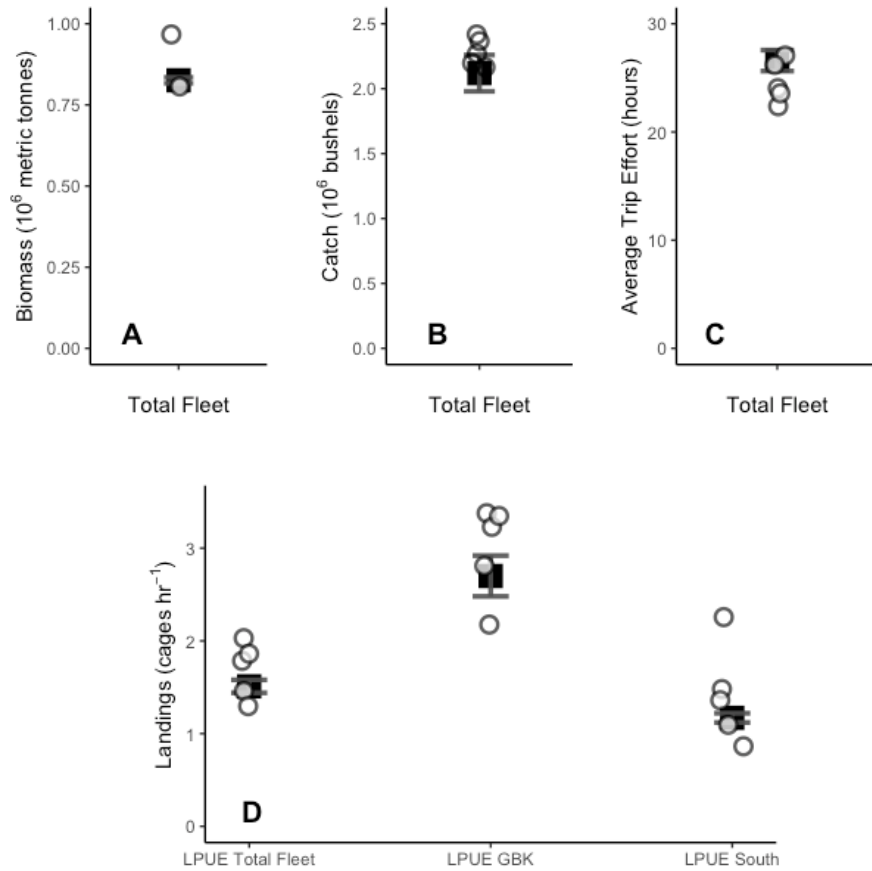 Biomass (10⁶ metric tonnes)
1.00
0.75
0.50
0.25
0.00
A
Total Fleet
Catch (10⁶ bushels)
2.5
2.0
1.5
1.0
0.5
0.0
B
Total Fleet
Average Trip Effort (hours)
30
20
10
0
C
Total Fleet
Landings (cages hr⁻¹)
3
2
1
0
D
LPUE Total Fleet
LPUE GBK
LPUE South